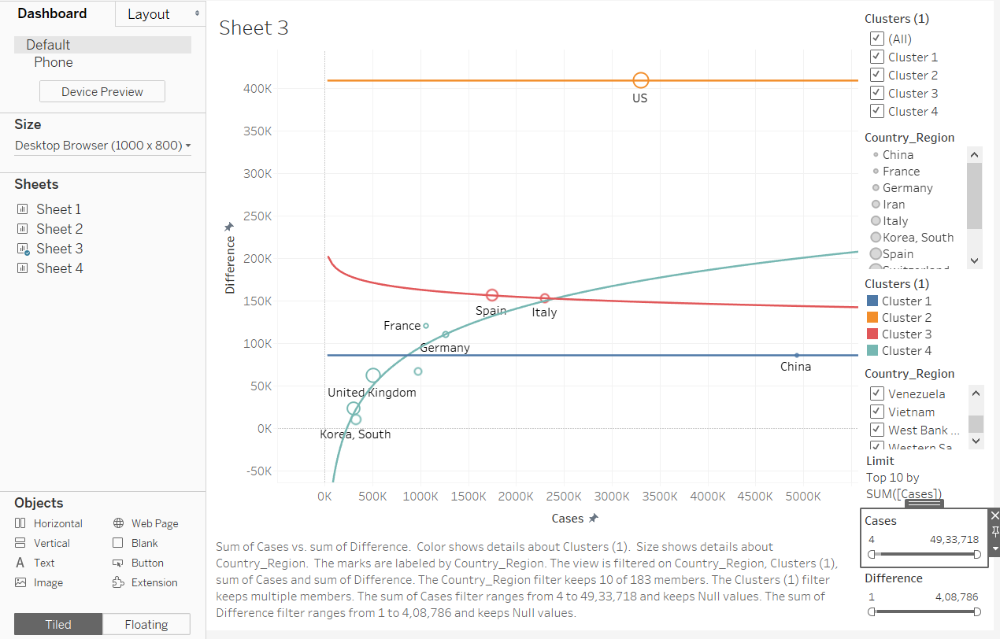 Dashboard
Layout
Default
Phone
Device Preview
Size
Desktop Browser (1000 x 800)
Sheets
Sheet 1
Sheet 2
Sheet 3
Sheet 4
Objects
Horizontal
Web Page
Vertical
Blank
A Text
Button
Image
Extension
Tiled
Floating
Sheet 3
400K
350K
300K
250K
200K
150K
100K
50K
0K
-50K
Difference
US
Spain
Italy
France
Germany
China
United Kingdom
Korea, South
0K
500K
1000K
1500K
2000K
2500K
3000K
3500K
4000K
4500K
5000K
Cases
Sum of Cases vs. sum of Difference. Color shows details about Clusters (1). Size shows details about
Country_Region. The marks are labeled by Country_Region. The view is filtered on Country_Region, Clusters (1),
sum of Cases and sum of Difference. The Country_Region filter keeps 10 of 183 members. The Clusters (1) filter
keeps multiple members. The sum of Cases filter ranges from 4 to 49,33,718 and keeps Null values. The sum of
Difference filter ranges from 1 to 4,08,786 and keeps Null values.
Clusters (1)
(All)
Cluster 1
Cluster 2
Cluster 3
Cluster 4
Country_Region
China
France
Germany
Iran
Italy
Korea, South
Spain
Switzerland
Clusters (1)
Cluster 1
Cluster 2
Cluster 3
Cluster 4
Country_Region
Venezuela
Vietnam
West Bank ...
Western Sa
Limit
Top 10 by
SUM([Cases])
Cases
4
49,33,718
Difference
1
4,08,786